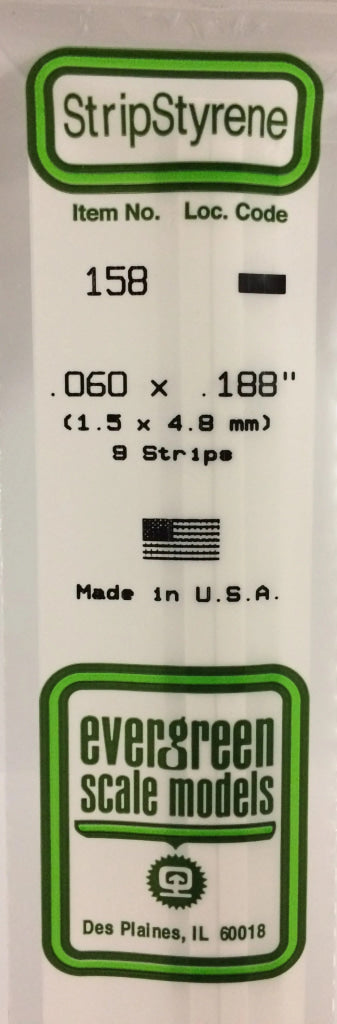 StripStyrene
Item No. Loc. Code
158
.060 x .188"
(1.5 x 4.8 mm)
9 Strips
Made in U.S.A.
evergreen
scale models
Des Plaines, IL 60018